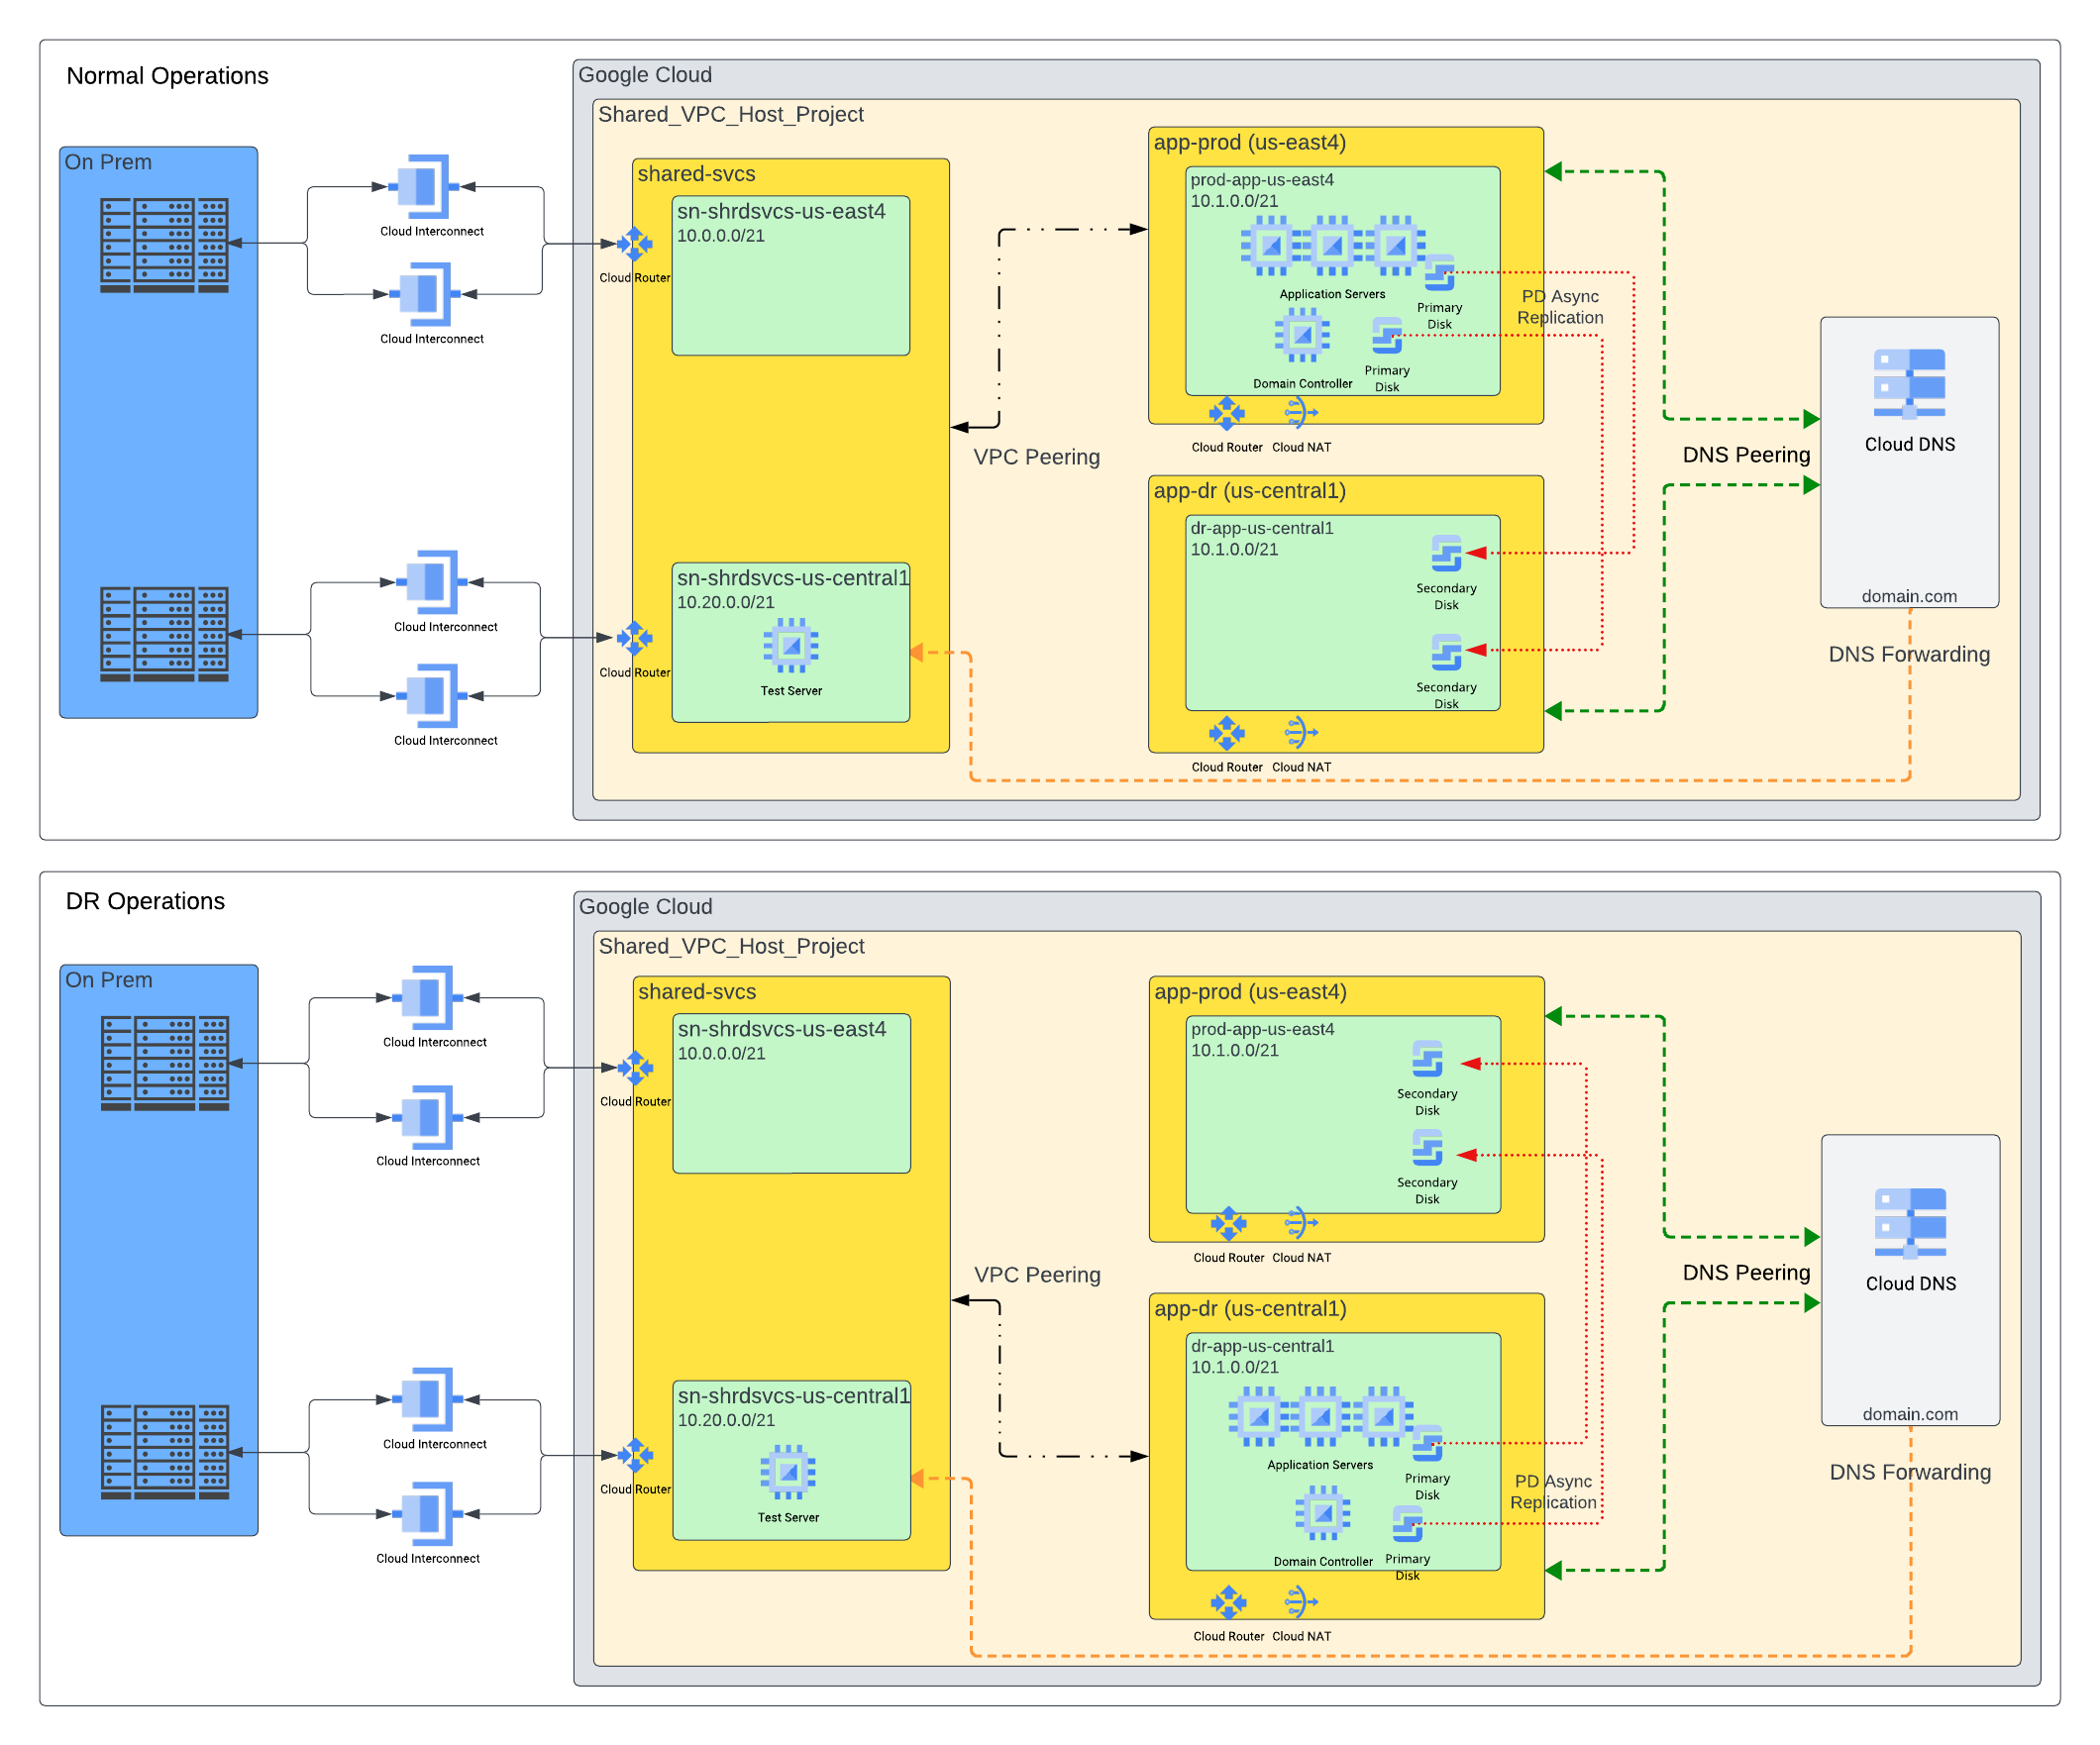 Normal Operations
Google Cloud
Shared_VPC_Host_Project
On Prem
Cloud Interconnect
Cloud Interconnect
Cloud Interconnect
Cloud Interconnect
shared-svcs
sn-shrdsvcs-us-east4
10.0.0.0/21
Cloud Router
sn-shrdsvcs-us-central1
10.20.0.0/21
Test Server
Cloud Router
VPC Peering
app-prod (us-east4)
prod-app-us-east4
10.1.0.0/21
Application Servers
Primary
Disk
Domain Controller
Primary
Disk
Cloud Router
Cloud NAT
PD Async
Replication
app-dr (us-central1)
dr-app-us-central1
10.1.0.0/21
Secondary
Disk
Secondary
Disk
Cloud Router
Cloud NAT
DNS Peering
Cloud DNS
domain.com
DNS Forwarding
DR Operations
Google Cloud
Shared_VPC_Host_Project
On Prem
Cloud Interconnect
Cloud Interconnect
Cloud Interconnect
Cloud Interconnect
shared-svcs
sn-shrdsvcs-us-east4
10.0.0.0/21
Cloud Router
sn-shrdsvcs-us-central1
10.20.0.0/21
Test Server
Cloud Router
VPC Peering
app-prod (us-east4)
prod-app-us-east4
10.1.0.0/21
Secondary
Disk
Secondary
Disk
Cloud Router
Cloud NAT
app-dr (us-central1)
dr-app-us-central1
10.1.0.0/21
Application Servers
Primary
Disk
Domain Controller
Primary
Disk
Cloud Router
Cloud NAT
PD Async
Replication
DNS Peering
Cloud DNS
domain.com
DNS Forwarding